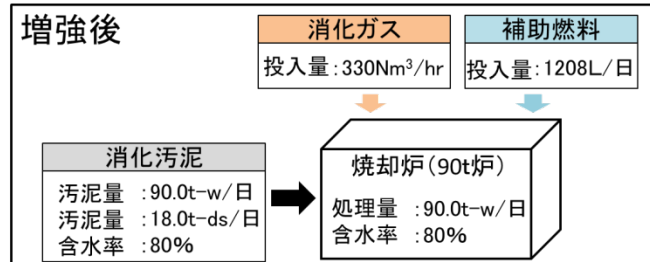 増強後
消化ガス
投入量:330Nm³/hr
補助燃料
投入量:1208L/日
消化汚泥
汚泥量 :90.0t-w/日
汚泥量 :18.0t-ds/日
含水率 :80%
焼却炉(90t炉)
処理量 :90.0t-w/日
含水率 :80%